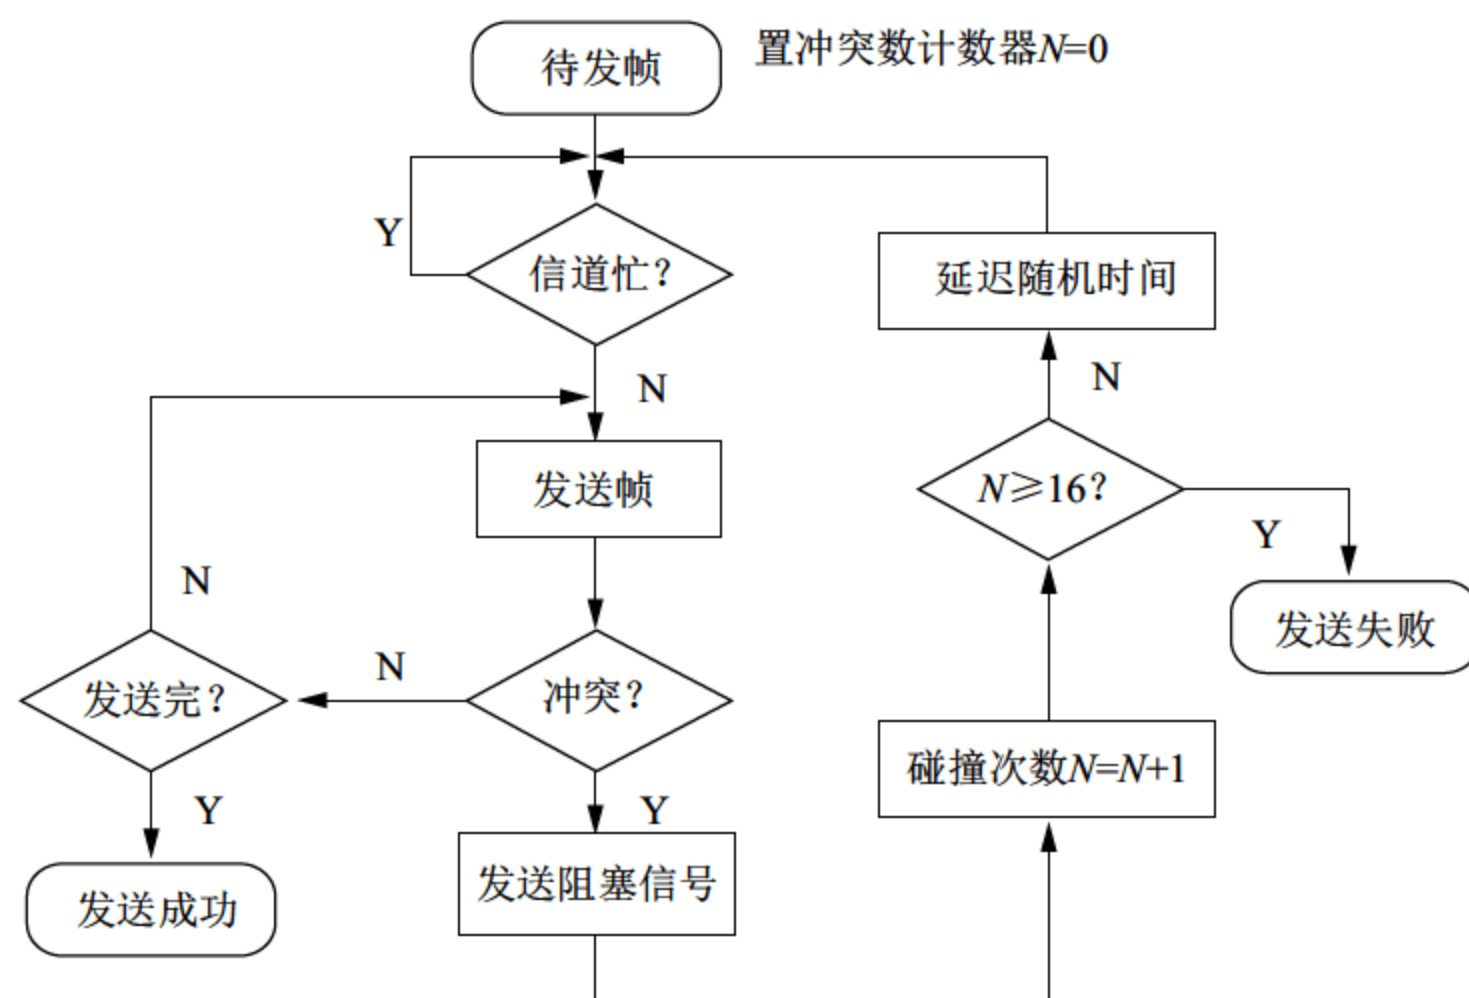 待发帧
置冲突数计数器N=0
Y
信道忙?
延迟随机时间
N
N
发送帧
N≥16?
Y
N
发送失败
N
发送完?
冲突?
碰撞次数N=N+1
Y
Y
发送阻塞信号
发送成功